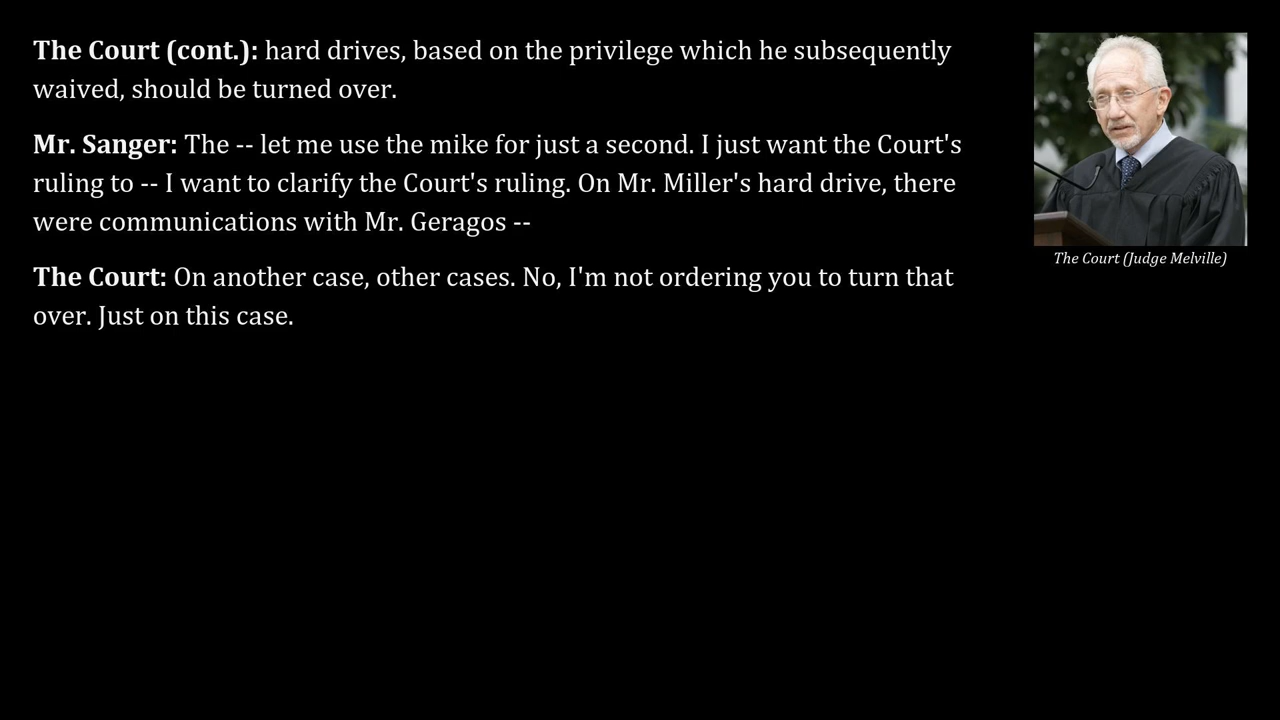 The Court (cont.): hard drives, based on the privilege which he subsequently
waived, should be turned over.
Mr. Sanger: The -- let me use the mike for just a second. I just want the Court's
ruling to -- I want to clarify the Court's ruling. On Mr. Miller's hard drive, there
were communications with Mr. Geragos --
The Court: On another case, other cases. No, I'm not ordering you to turn that
over. Just on this case.
The Court (Judge Melville)